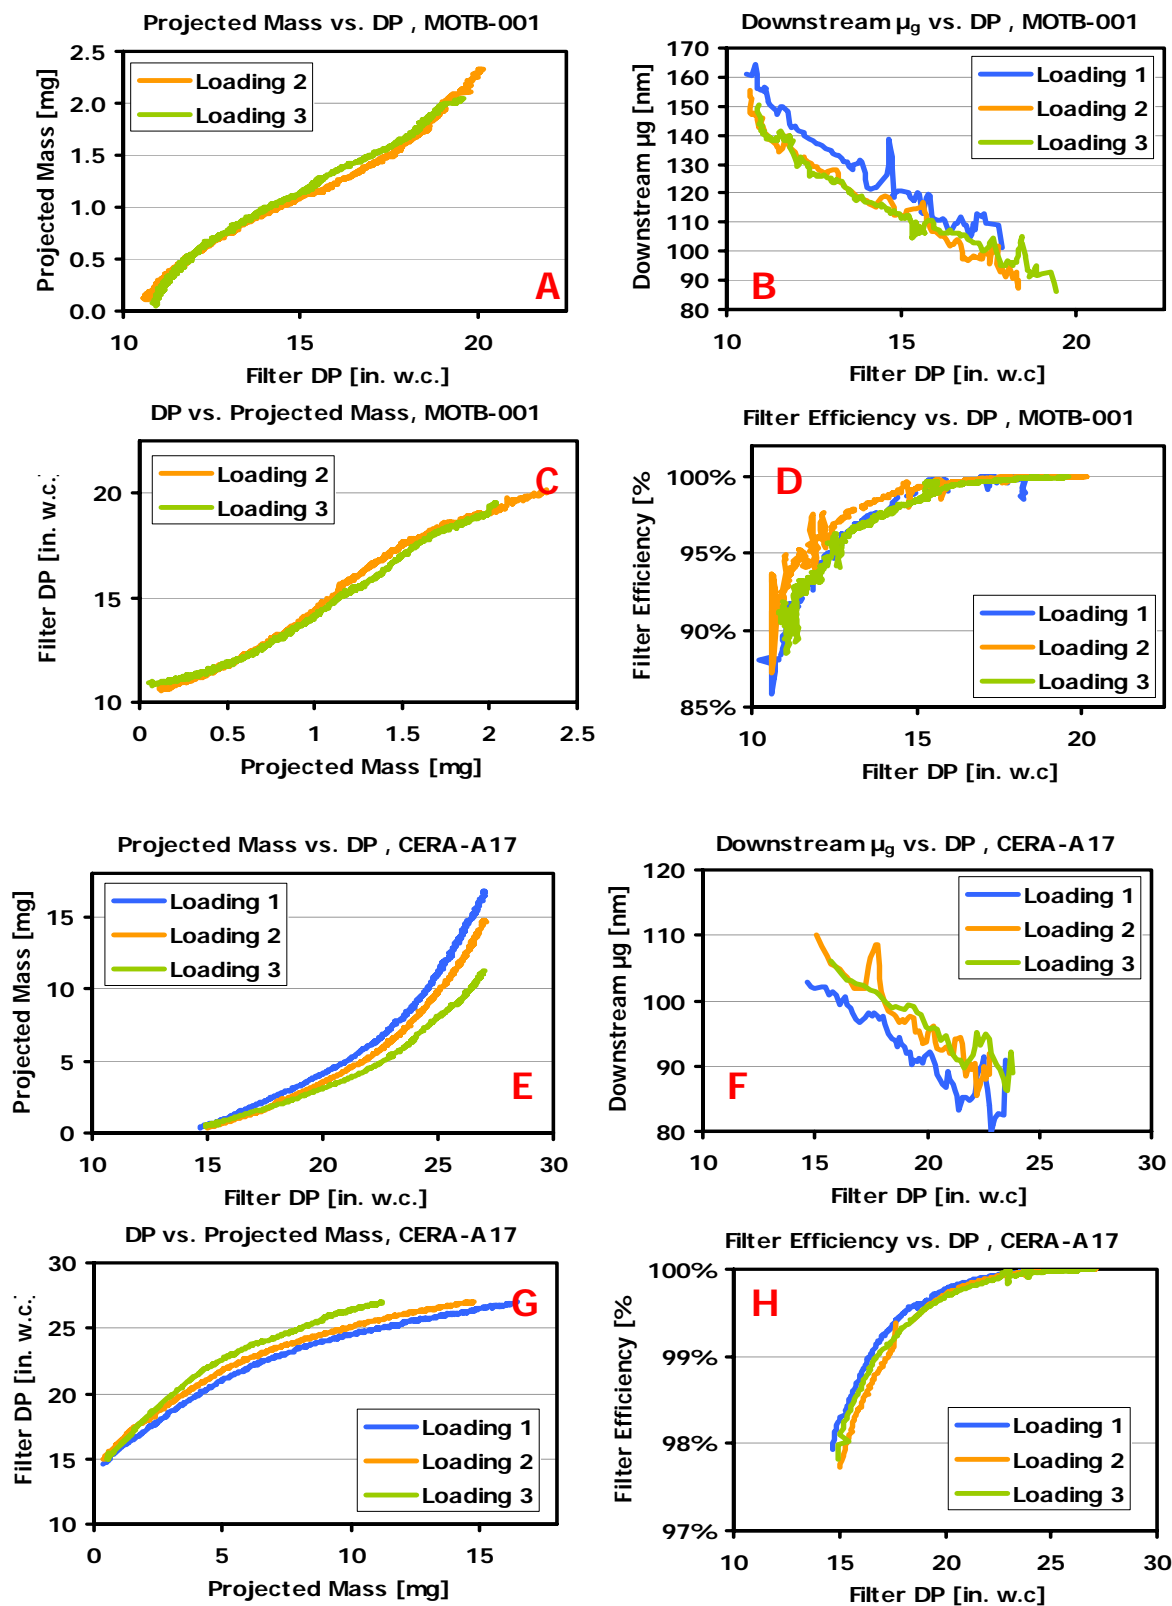 Projected Mass vs. DP , MOTB-001
Projected Mass [mg]
2.5
2.0
1.5
1.0
0.5
0.0
Loading 2
Loading 3
A
10
15
20
Filter DP [in. w.c.]
Downstream µg vs. DP , MOTB-001
Downstream µg [nm]
170
160
150
140
130
120
110
100
90
80
Loading 1
Loading 2
Loading 3
B
10
15
20
Filter DP [in. w.c]
DP vs. Projected Mass, MOTB-001
Filter DP [in. w.c.]
20
15
10
Loading 2
Loading 3
C
0
0.5
1
1.5
2
2.5
Projected Mass [mg]
Filter Efficiency vs. DP , MOTB-001
Filter Efficiency [%
100%
95%
90%
85%
D
Loading 1
Loading 2
Loading 3
10
15
20
Filter DP [in. w.c]
Projected Mass vs. DP , CERA-A17
Projected Mass [mg]
15
10
5
0
Loading 1
Loading 2
Loading 3
E
10
15
20
25
30
Filter DP [in. w.c.]
Downstream µg vs. DP , CERA-A17
Downstream µg [nm]
120
110
100
90
80
Loading 1
Loading 2
Loading 3
F
10
15
20
25
30
Filter DP [in. w.c]
DP vs. Projected Mass, CERA-A17
Filter DP [in. w.c.]
30
25
20
15
10
G
Loading 1
Loading 2
Loading 3
0
5
10
15
Projected Mass [mg]
Filter Efficiency vs. DP , CERA-A17
Filter Efficiency [%
100%
99%
98%
97%
H
Loading 1
Loading 2
Loading 3
10
15
20
25
30
Filter DP [in. w.c]